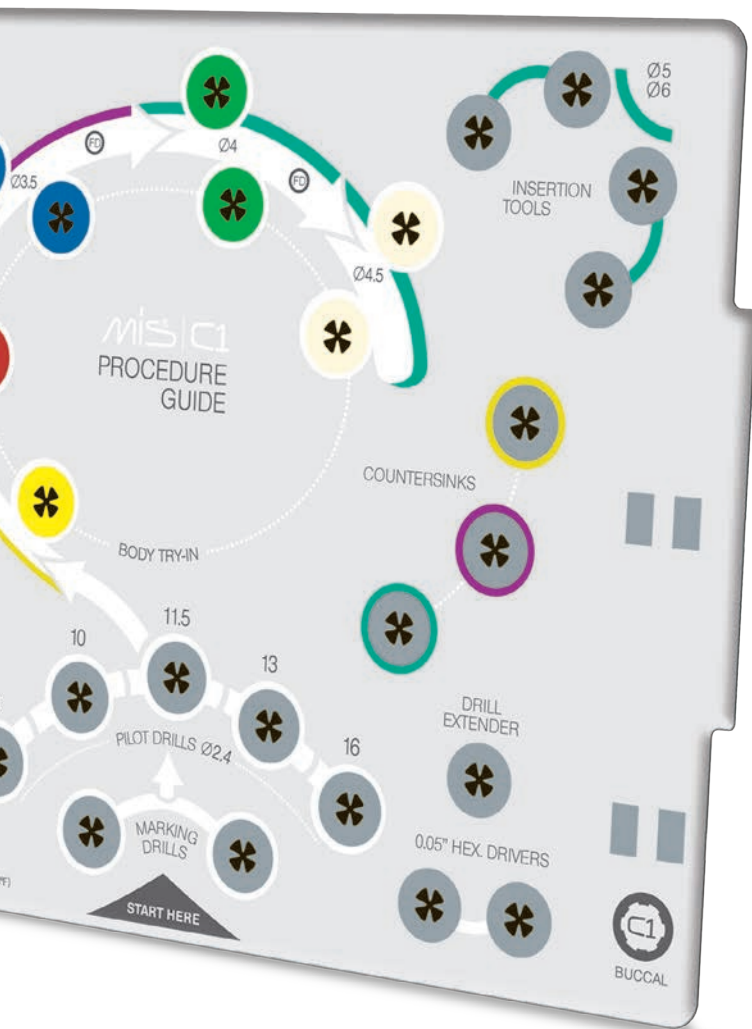 Ø5
Ø6
FD
Ø4
FD
Ø3.5
INSERTION
TOOLS
Ø4.5
MIS C1
PROCEDURE
GUIDE
COUNTERSINKS
BODY TRY-IN
10
11.5
13
16
PILOT DRILLS Ø2.4
DRILL
EXTENDER
MARKING
DRILLS
0.05" HEX. DRIVERS
START HERE
C1
BUCCAL